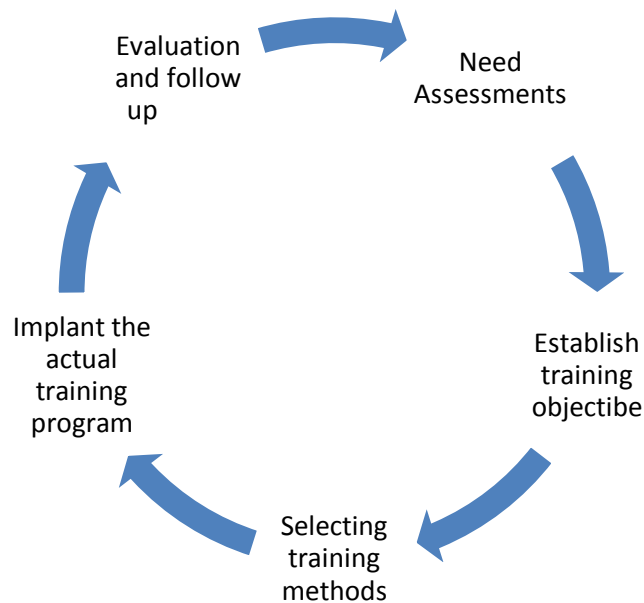 Evaluation
and follow
up
Need
Assessments
Establish
training
objectibe
Selecting
training
methods
Implant the
actual
training
program